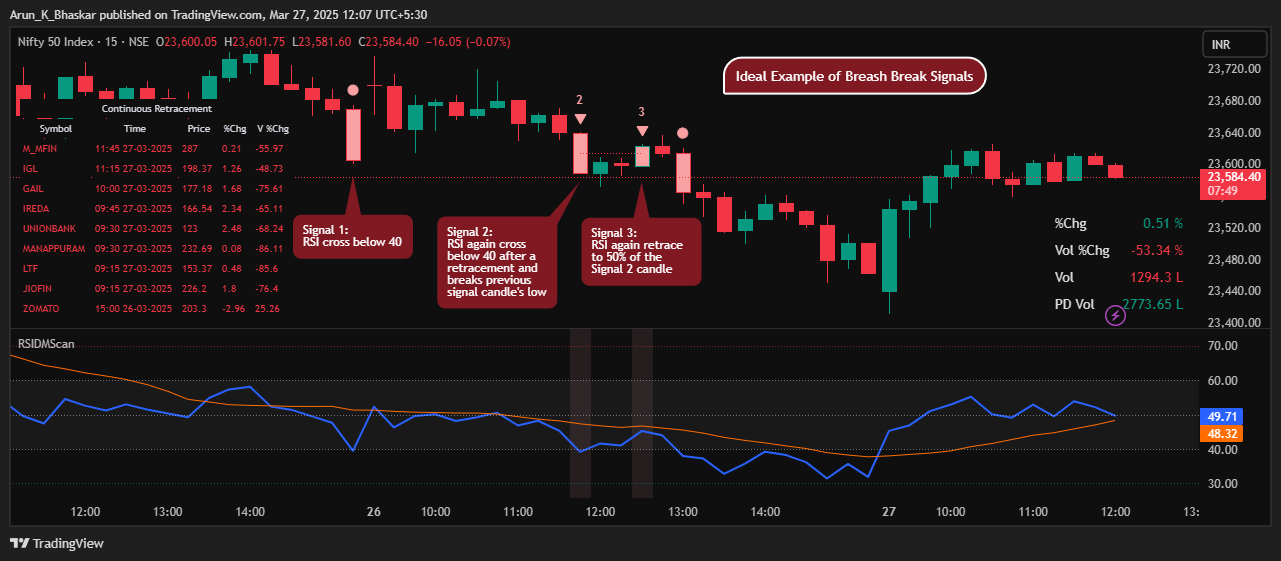 Arun_K_Bhaskar published on TradingView.com, Mar 27, 2025 12:07 UTC+5:30
Nifty 50 Index · 15 · NSE O23,600.05 H23,601.75 L23,581.60 C23,584.40 −16.05 (−0.07%)
INR
Ideal Example of Breash Break Signals
Continuous Retracement
Symbol Time Price %Chg V %Chg
M_MFIN 11:45 27-03-2025 287 0.21 -55.97
IGL 11:15 27-03-2025 198.37 1.26 -48.73
GAIL 10:00 27-03-2025 177.18 1.68 -75.61
IREDA 09:45 27-03-2025 166.54 2.34 -65.11
UNIONBANK 09:30 27-03-2025 123 2.48 -68.24
MANAPPURAM 09:30 27-03-2025 232.69 0.08 -86.11
LTF 09:15 27-03-2025 153.37 0.48 -85.6
JIOFIN 09:15 27-03-2025 226.2 1.8 -76.4
ZOMATO 15:00 26-03-2025 203.3 -2.96 25.26
2
3
Signal 1:
RSI cross below 40
Signal 2:
RSI again cross
below 40 after a
retracement and
breaks previous
signal candle's low
Signal 3:
RSI again retrace
to 50% of the
Signal 2 candle
%Chg 0.51 %
Vol %Chg -53.34 %
Vol 1294.3 L
PD Vol 2773.65 L
23,720.00
23,680.00
23,640.00
23,600.00
23,584.40
07:49
23,520.00
23,480.00
23,440.00
23,400.00
RSIDMScan
70.00
60.00
49.71
48.32
40.00
30.00
12:00 13:00 14:00 26 10:00 11:00 12:00 13:00 14:00 27 10:00 11:00 12:00 13:
TradingView